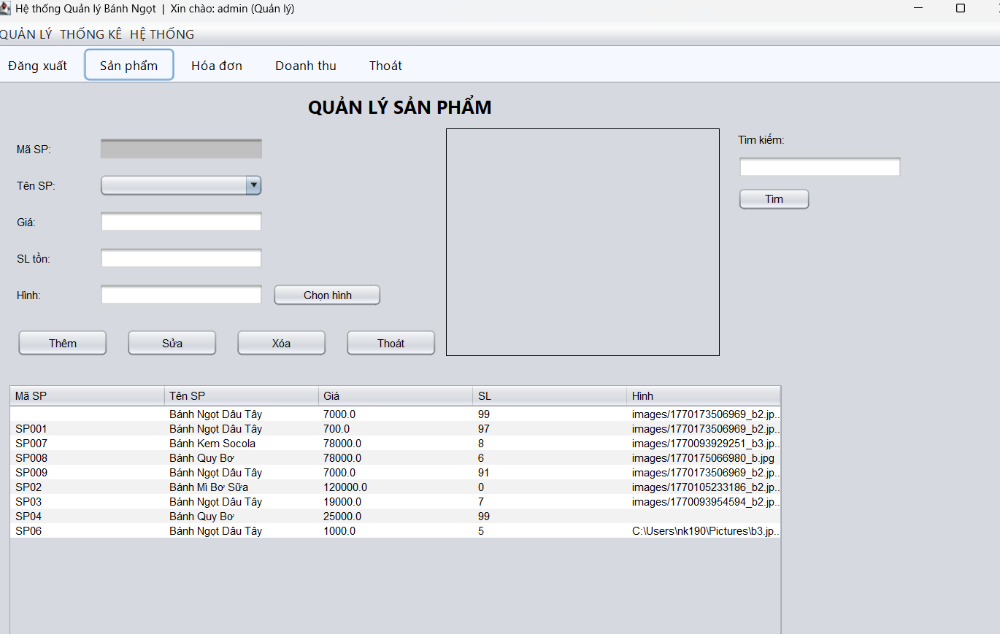 Hệ thống Quản lý Bánh Ngọt | Xin chào: admin (Quản lý)
QUẢN LÝ THỐNG KÊ HỆ THỐNG
Đăng xuất Sản phẩm Hóa đơn Doanh thu Thoát
QUẢN LÝ SẢN PHẨM
Mã SP:
Tên SP:
Giá:
SL tồn:
Hình: Chọn hình
Thêm Sửa Xóa Thoát
Tìm kiếm:
Tìm
Mã SP Tên SP Giá SL Hình
Bánh Ngọt Dâu Tây 7000.0 99 images/1770173506969_b2.jp...
SP001 Bánh Ngọt Dâu Tây 700.0 97 images/1770173506969_b2.jp...
SP007 Bánh Kem Socola 78000.0 8 images/1770093929251_b3.jp...
SP008 Bánh Quy Bơ 78000.0 6 images/1770175066980_b.jpg
SP009 Bánh Ngọt Dâu Tây 7000.0 91 images/1770173506969_b2.jp...
SP02 Bánh Mì Bơ Sữa 120000.0 0 images/1770105233186_b2.jp...
SP03 Bánh Ngọt Dâu Tây 19000.0 7 images/1770093954594_b2.jp...
SP04 Bánh Quy Bơ 25000.0 99
SP06 Bánh Ngọt Dâu Tây 1000.0 5 C:\Users\nk190\Pictures\b3.jp...